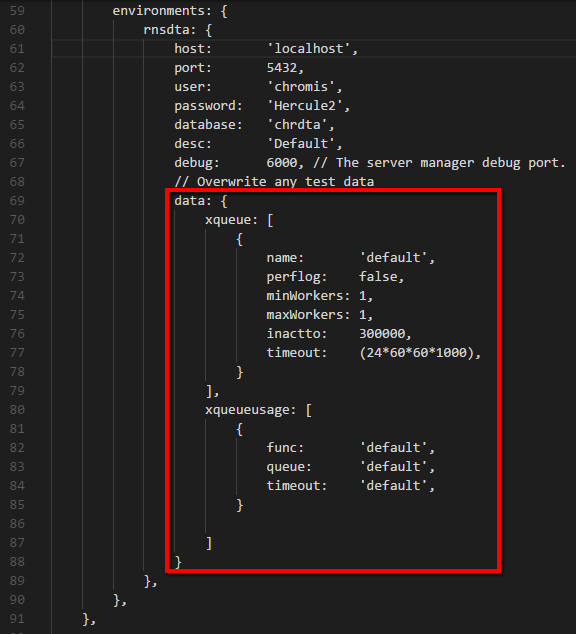 59 environments: {
60 rnsdta: {
61 host: 'localhost',
62 port: 5432,
63 user: 'chromis',
64 password: 'Hercule2',
65 database: 'chrdta',
66 desc: 'Default',
67 debug: 6000, // The server manager debug port.
68 // Overwrite any test data
69 data: {
70 xqueue: [
71 {
72 name: 'default',
73 perflog: false,
74 minWorkers: 1,
75 maxWorkers: 1,
76 inactto: 300000,
77 timeout: (24*60*60*1000),
78 }
79 ],
80 xqueueusage: [
81 {
82 func: 'default',
83 queue: 'default',
84 timeout: 'default',
85 }
86
87 ]
88 }
89 },
90 },
91 },